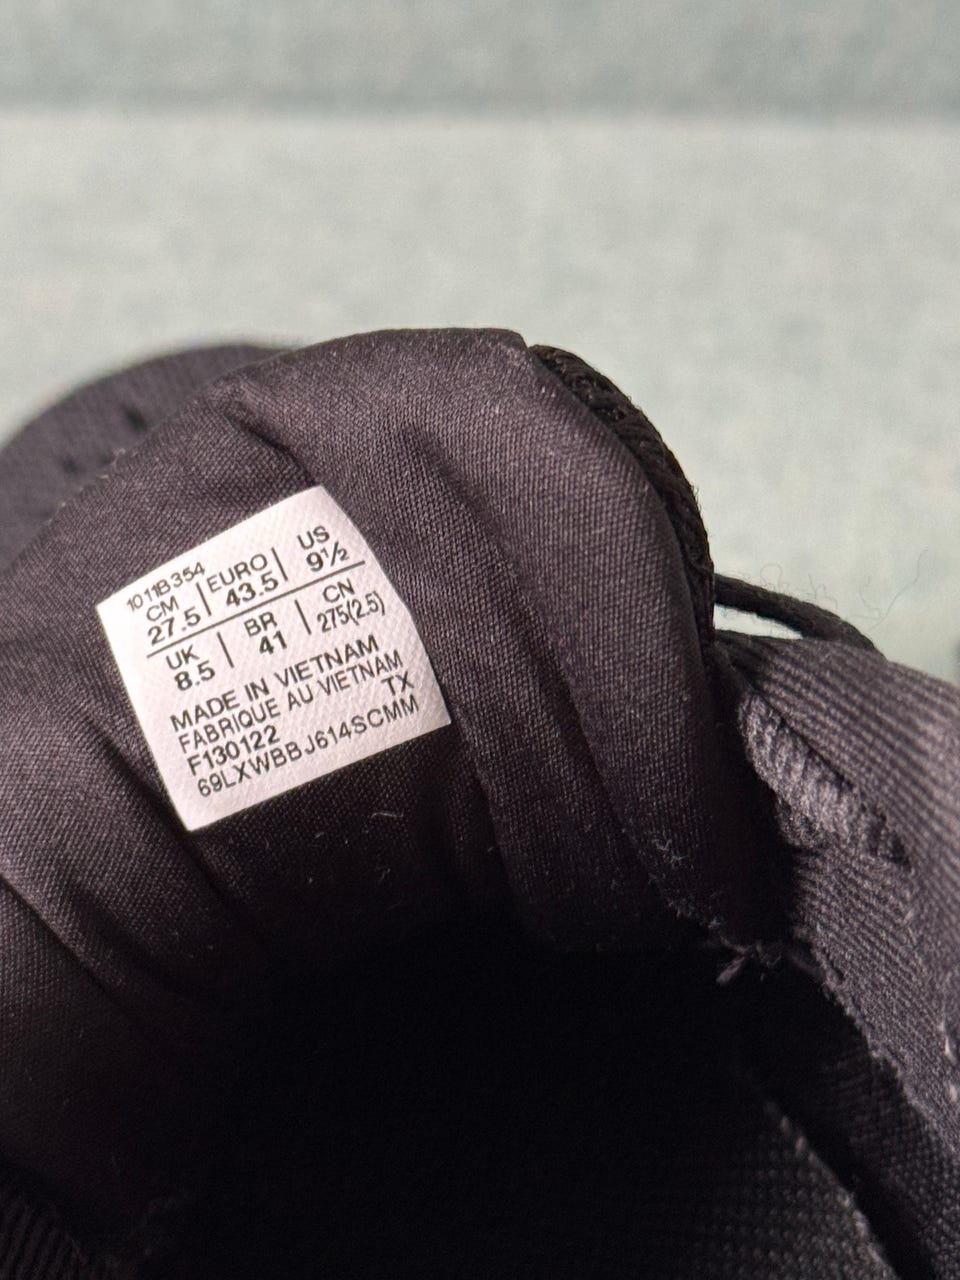 1011B354
CM | EURO | US
27.5 | 43.5 | 9½
UK | BR | CN
8.5 | 41 | 275(2.5)
MADE IN VIETNAM
FABRIQUE AU VIETNAM
F130122 TX
69LXWBBJ614SCMM